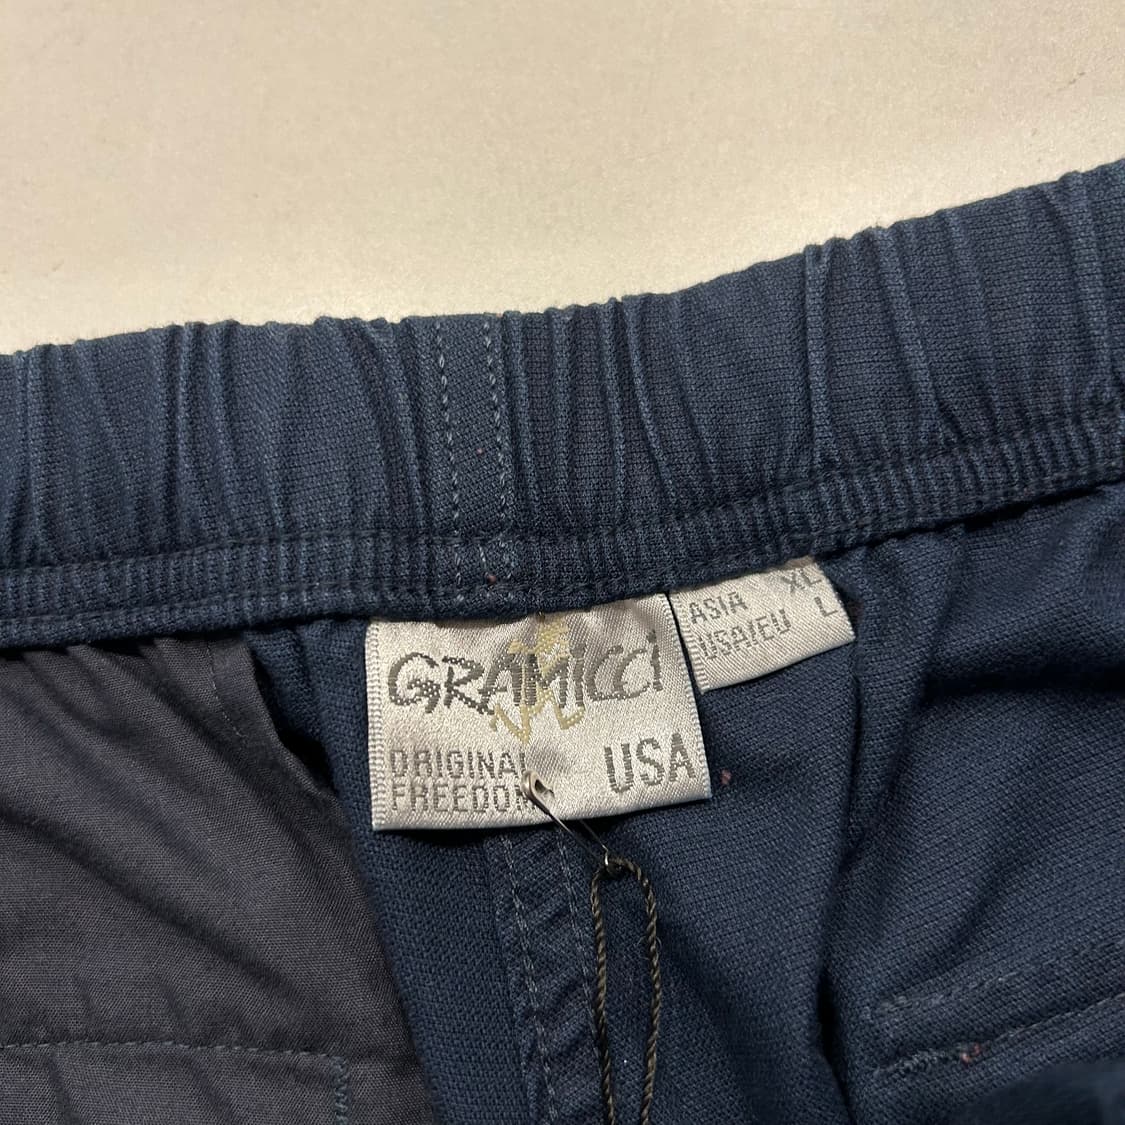 GRAMICCI
ORIGINAL
FREEDOM
USA
ASIA XL
USA/EU L